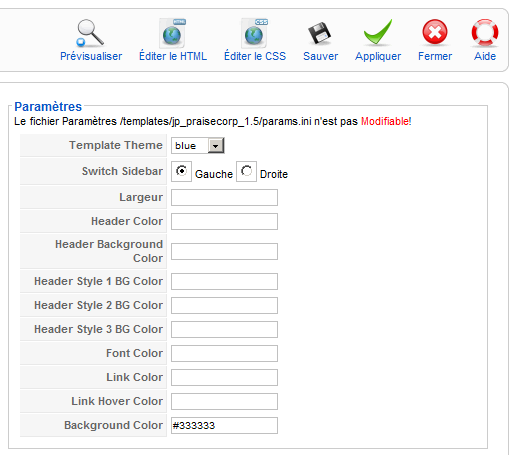 HTML CSS
Prévisualiser Éditer le HTML Éditer le CSS Sauver Appliquer Fermer Aide
Paramètres
Le fichier Paramètres /templates/jp_praisecorp_1.5/params.ini n'est pas Modifiable!
Template Theme blue
Switch Sidebar Gauche Droite
Largeur
Header Color
Header Background
Color
Header Style 1 BG Color
Header Style 2 BG Color
Header Style 3 BG Color
Font Color
Link Color
Link Hover Color
Background Color #333333